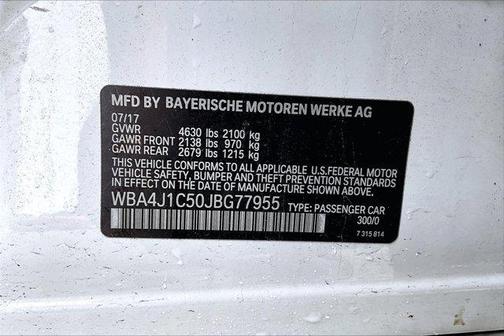 MFD BY BAYERISCHE MOTOREN WERKE AG
07/17
GVWR 4630 lbs 2100 kg
GAWR FRONT 2138 lbs 970 kg
GAWR REAR 2679 lbs 1215 kg
THIS VEHICLE CONFORMS TO ALL APPLICABLE U.S.FEDERAL MOTOR
VEHICLE SAFETY, BUMPER, AND THEFT PREVENTION STANDARDS
IN EFFECT ON THE DATE OF MANUFACTURE SHOWN ABOVE.
WBA4J1C50JBG77955 TYPE: PASSENGER CAR
300/0
7 315 814